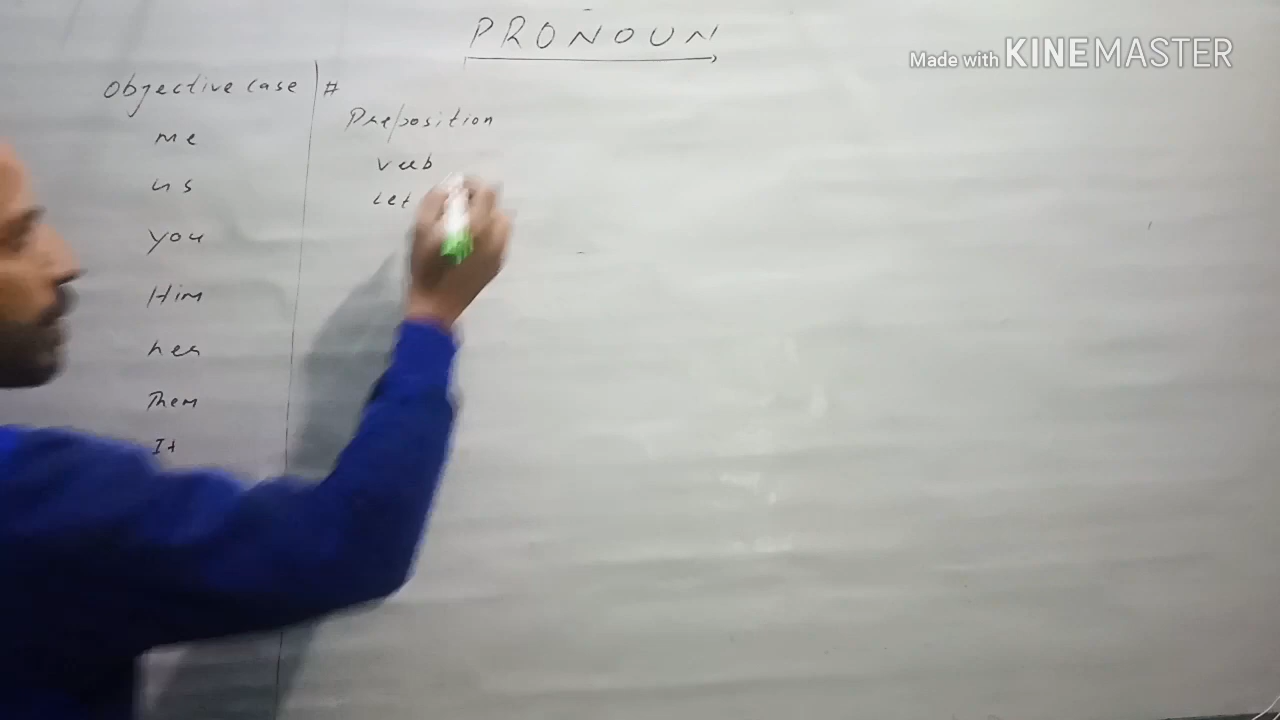 PRONOUN
Made with KINEMASTER
Objective case
me
us
you
Him
her
Them
It
#
Preposition
verb
Let